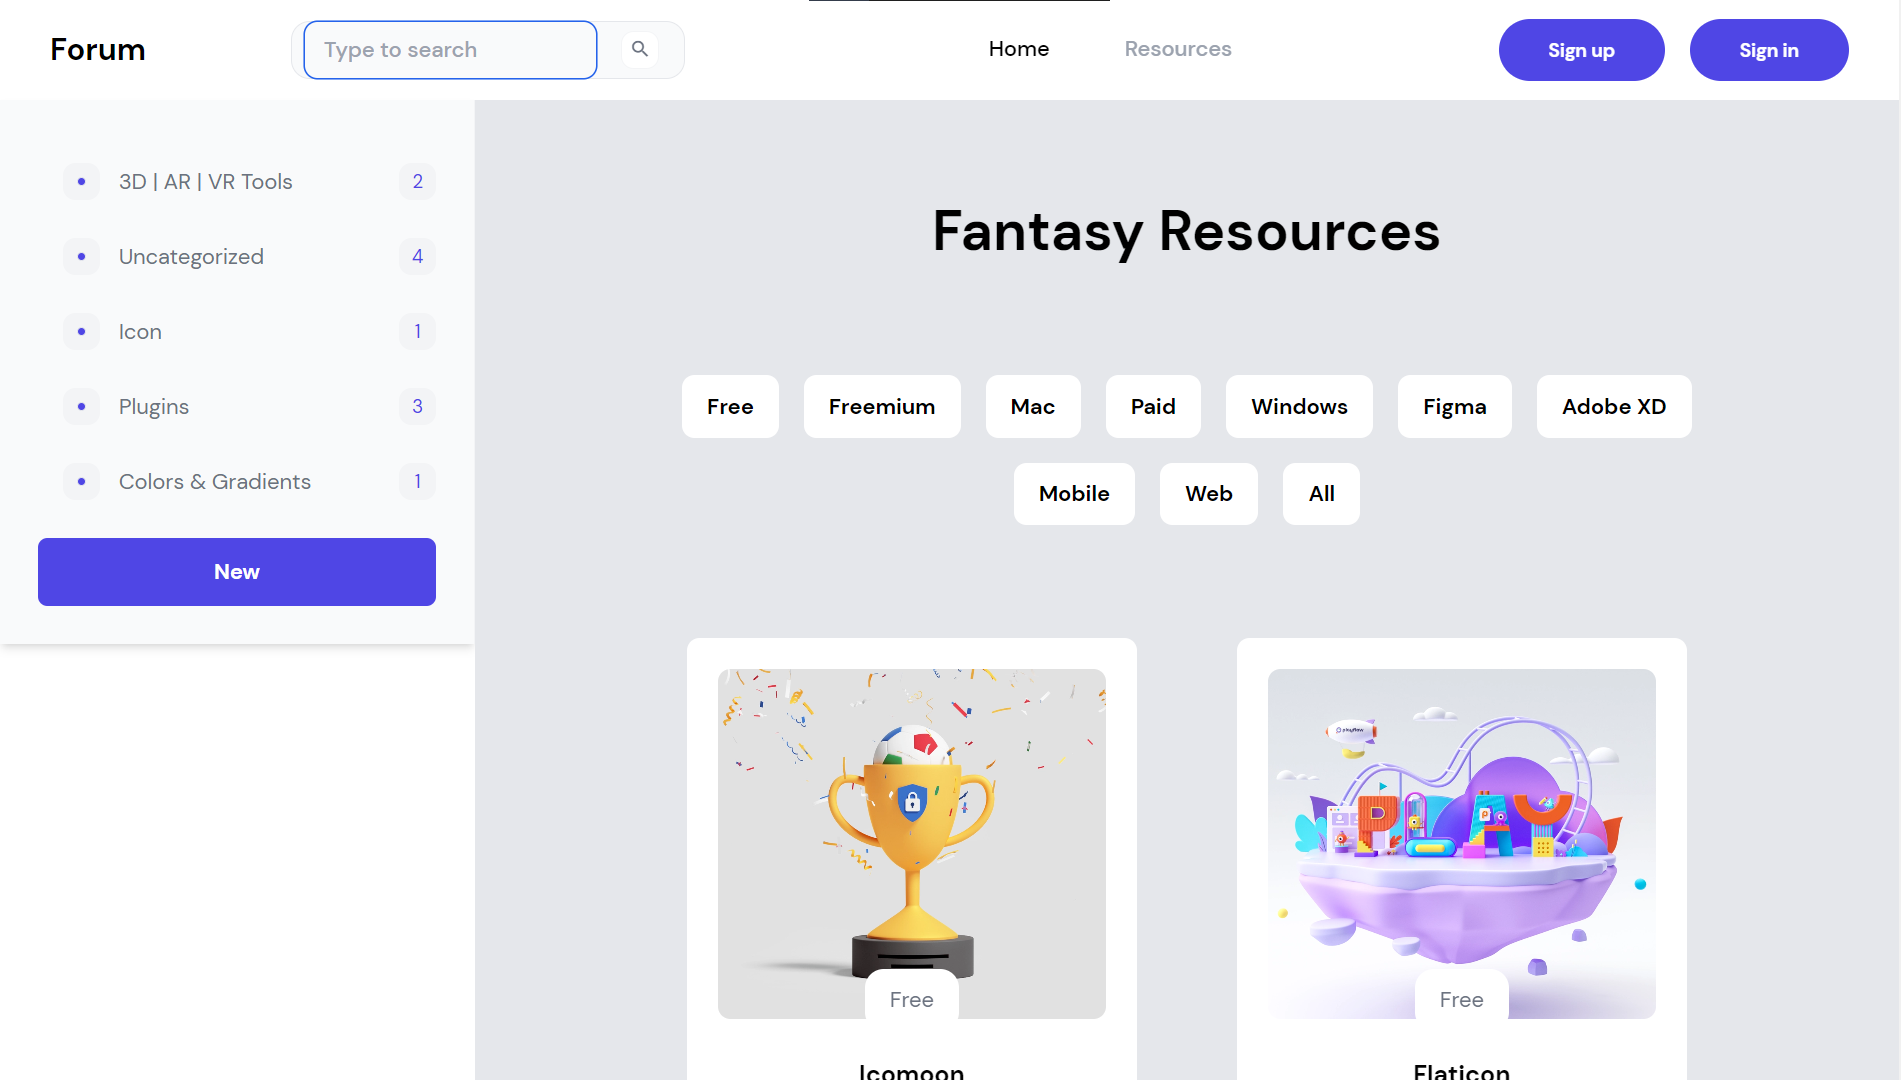 Forum
Type to search
Home
Resources
Sign up
Sign in
3D | AR | VR Tools
2
Uncategorized
4
Icon
1
Plugins
3
Colors & Gradients
1
New
Fantasy Resources
Free
Freemium
Mac
Paid
Windows
Figma
Adobe XD
Mobile
Web
All
playflow
PLAY
Free
Free
Icomoon
Flaticon